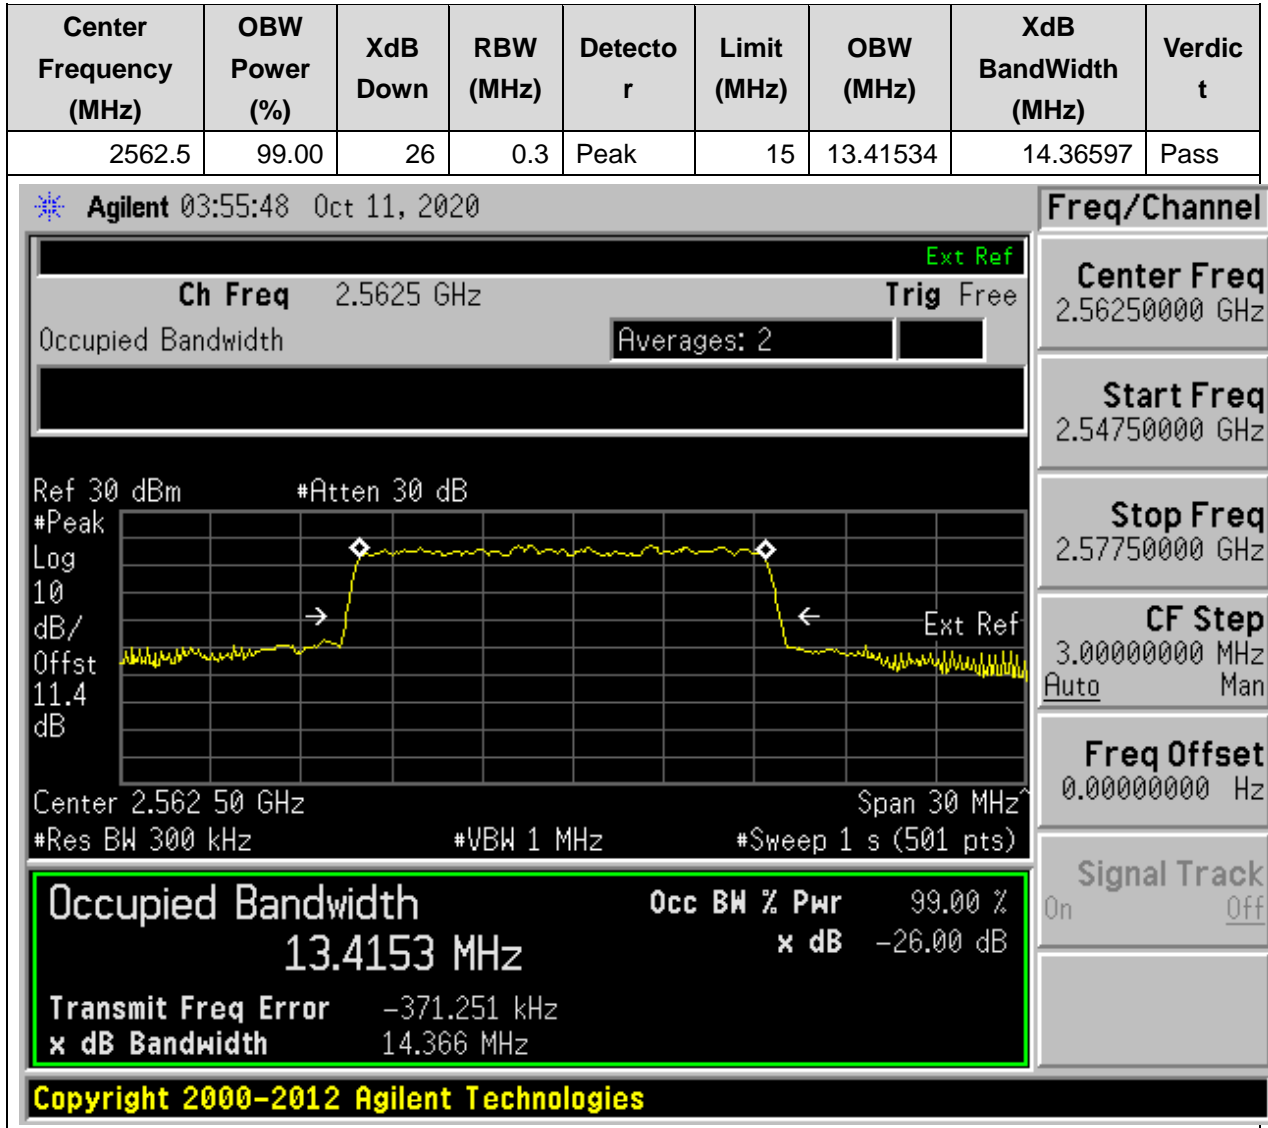 Center Frequency (MHz) OBW Power (%) XdB Down RBW (MHz) Detecto r Limit (MHz) OBW (MHz) XdB BandWidth (MHz) Verdic t
2562.5 99.00 26 0.3 Peak 15 13.41534 14.36597 Pass
Agilent 03:55:48 Oct 11, 2020
Ext Ref
Ch Freq 2.5625 GHz Trig Free
Occupied Bandwidth Averages: 2
Ref 30 dBm #Atten 30 dB
#Peak
Log
10
dB/
Offst
11.4
dB
Ext Ref
Center 2.562 50 GHz Span 30 MHz^
#Res BW 300 kHz #VBW 1 MHz #Sweep 1 s (501 pts)
Occupied Bandwidth Occ BW % Pwr 99.00 %
13.4153 MHz x dB -26.00 dB
Transmit Freq Error -371.251 kHz
x dB Bandwidth 14.366 MHz
Freq/Channel
Center Freq
2.56250000 GHz
Start Freq
2.54750000 GHz
Stop Freq
2.57750000 GHz
CF Step
3.00000000 MHz
Auto Man
Freq Offset
0.00000000 Hz
Signal Track
On Off
Copyright 2000-2012 Agilent Technologies